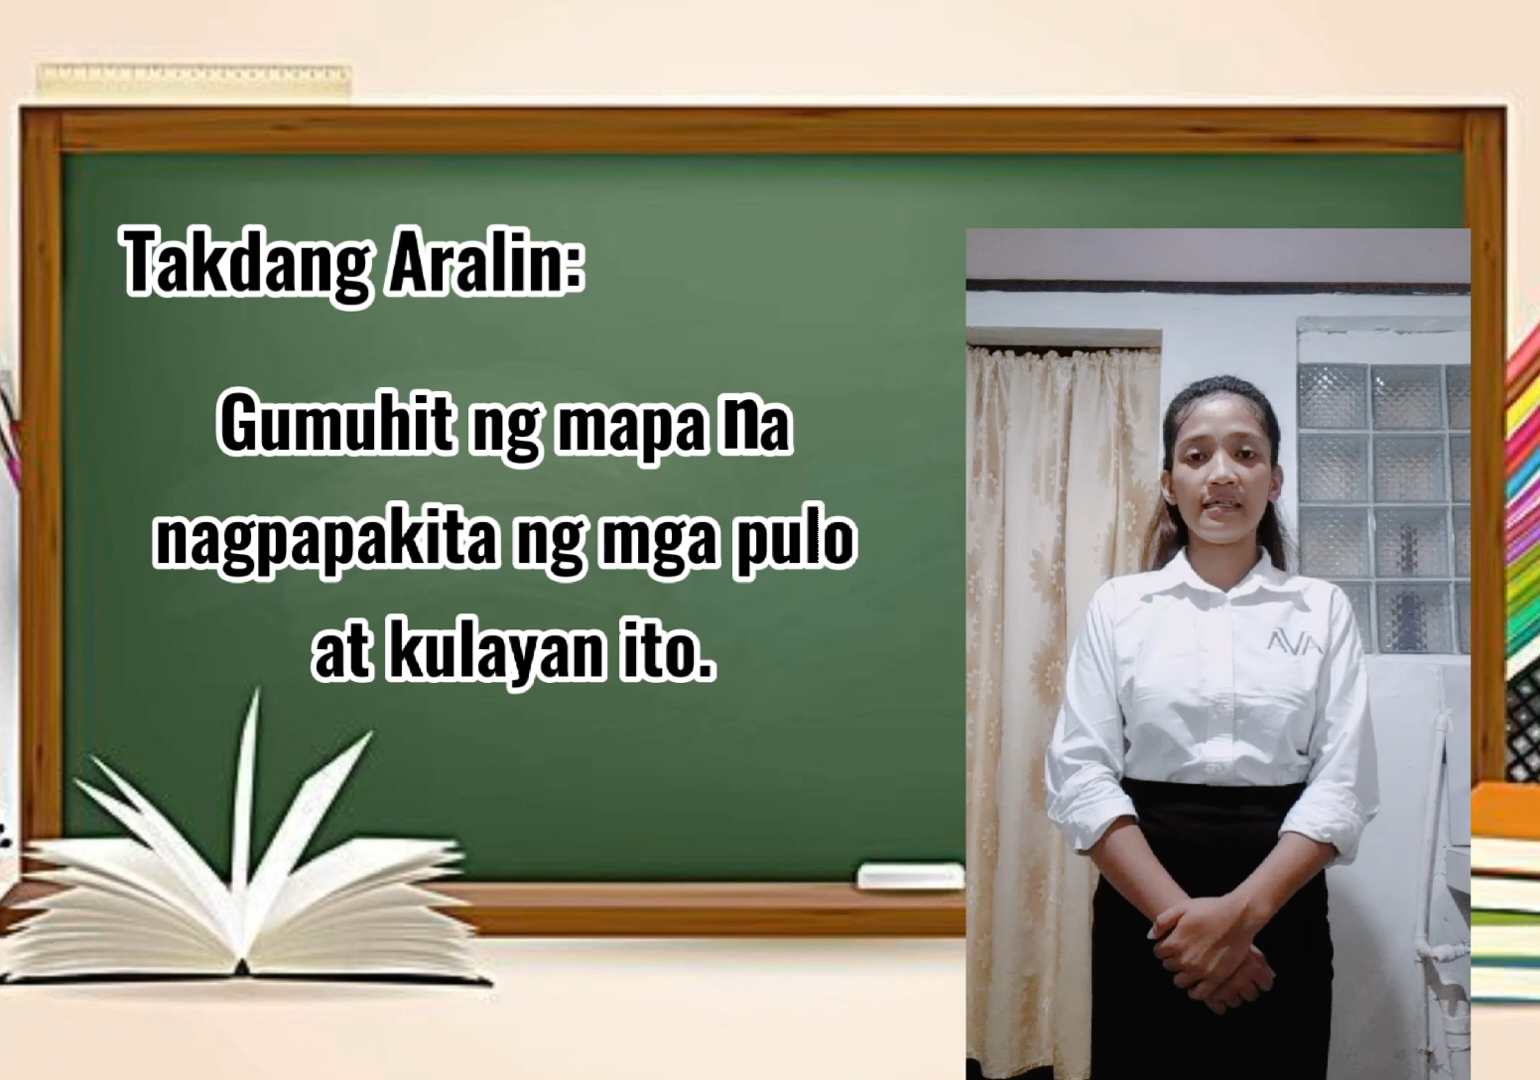 Takdang Aralin:
Gumuhit ng mapa na
nagpapakita ng mga pulo
at kulayan ito.
AVA